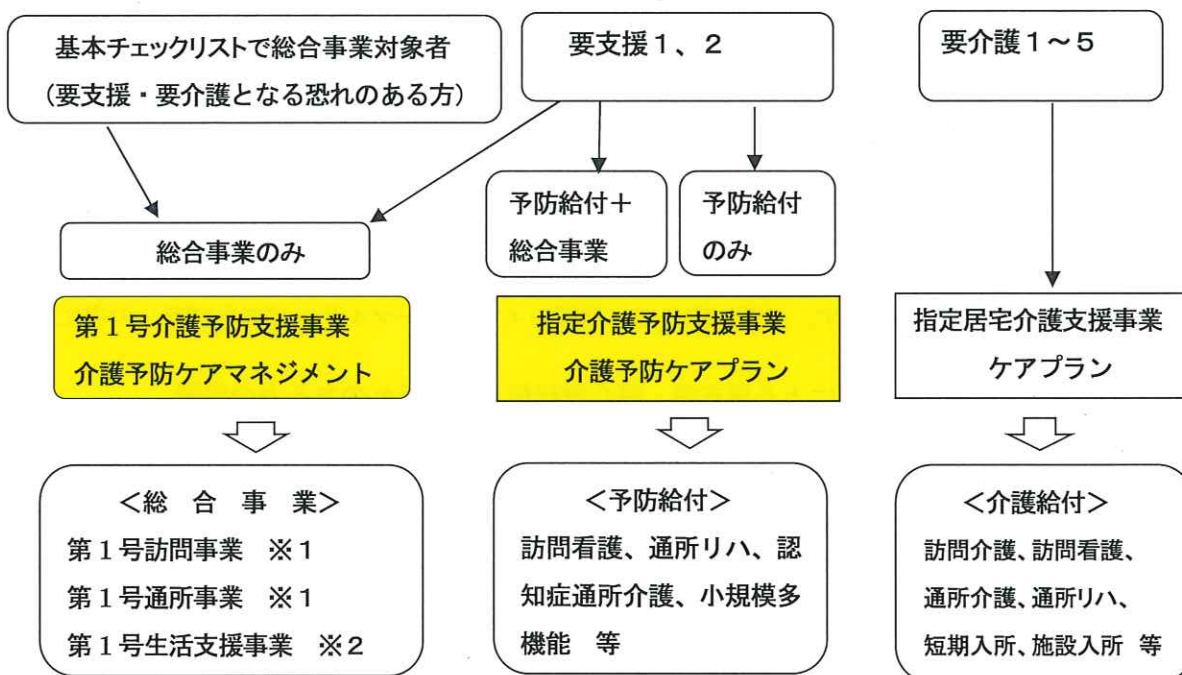 基本チェックリストで総合事業対象者
（要支援・要介護となる恐れのある方）
要支援１、２
要介護１～５
総合事業のみ
予防給付＋
総合事業
予防給付
のみ
第１号介護予防支援事業
介護予防ケアマネジメント
指定介護予防支援事業
介護予防ケアプラン
指定居宅介護支援事業
ケアプラン
＜総　合　事　業＞
第１号訪問事業　※１
第１号通所事業　※１
第１号生活支援事業　※２
＜予防給付＞
訪問看護、通所リハ、認
知症通所介護、小規模多
機能　等
＜介護給付＞
訪問介護、訪問看護、
通所介護、通所リハ、
短期入所、施設入所　等